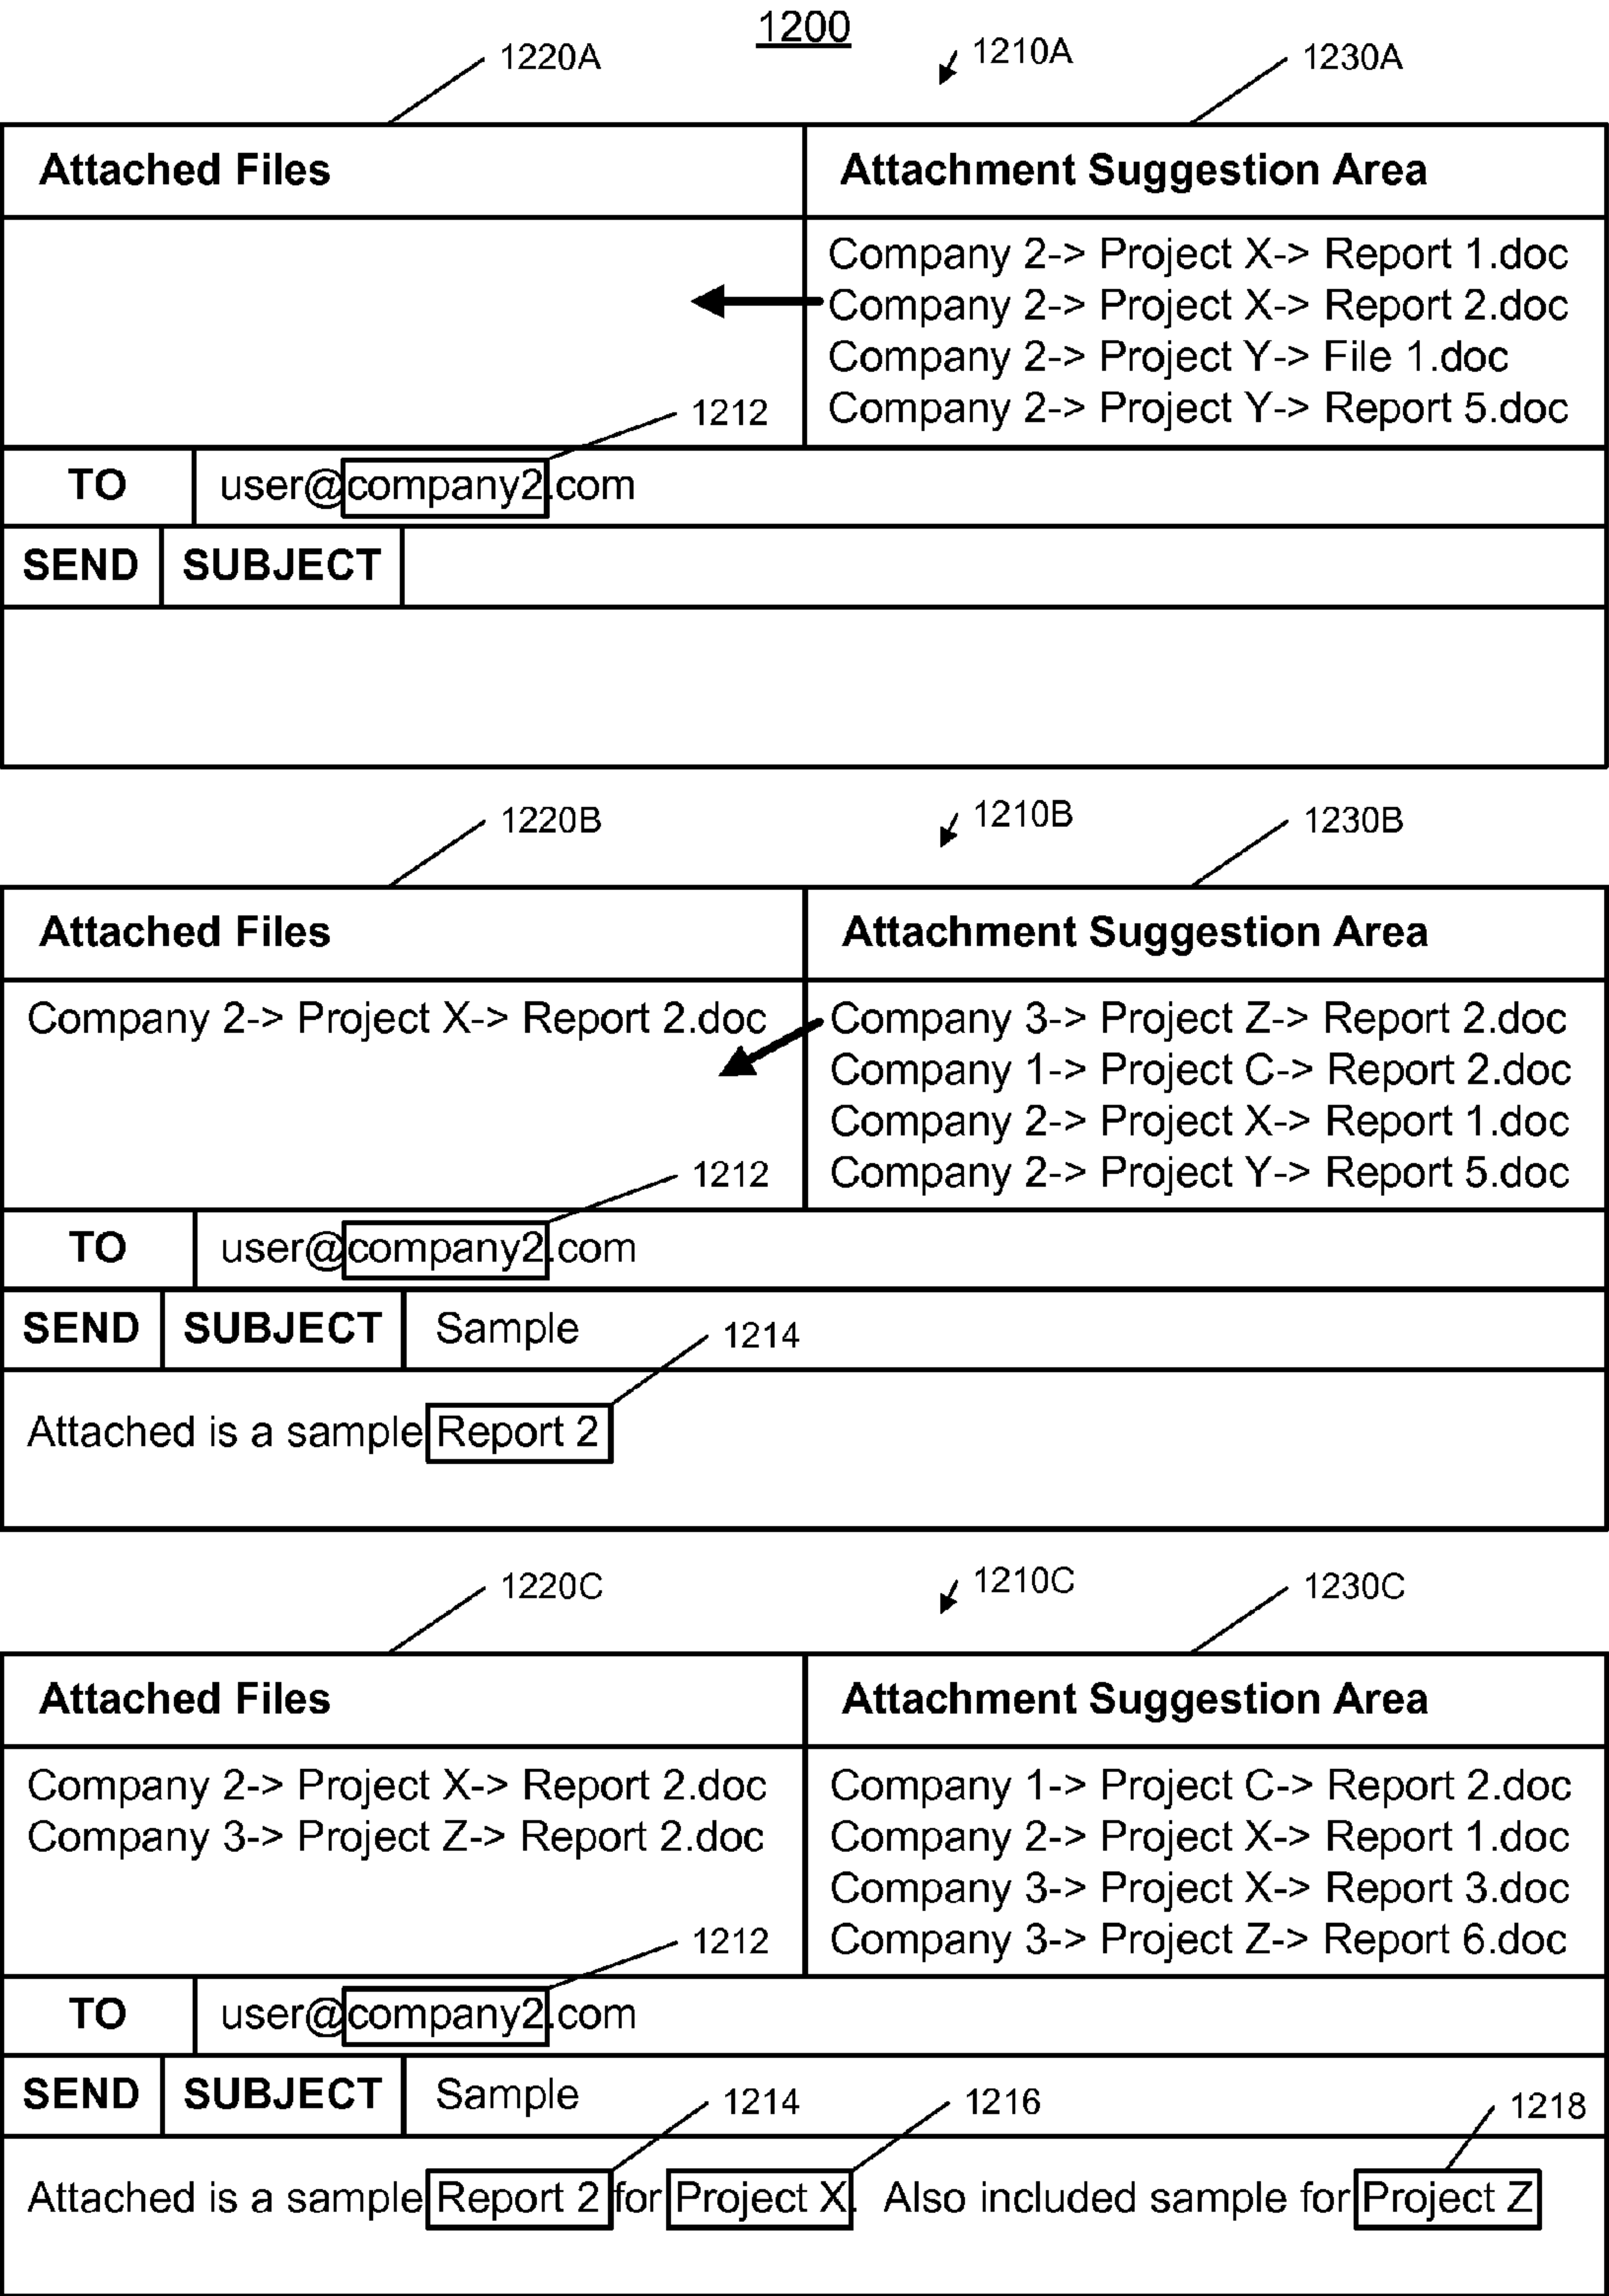 1200
1220A 1210A 1230A
Attached Files Attachment Suggestion Area
Company 2-> Project X-> Report 1.doc
Company 2-> Project X-> Report 2.doc
Company 2-> Project Y-> File 1.doc
1212 Company 2-> Project Y-> Report 5.doc
TO user@company2.com
SEND SUBJECT
1220B 1210B 1230B
Attached Files Attachment Suggestion Area
Company 2-> Project X-> Report 2.doc Company 3-> Project Z-> Report 2.doc
Company 1-> Project C-> Report 2.doc
Company 2-> Project X-> Report 1.doc
1212 Company 2-> Project Y-> Report 5.doc
TO user@company2.com
SEND SUBJECT Sample 1214
Attached is a sample Report 2
1220C 1210C 1230C
Attached Files Attachment Suggestion Area
Company 2-> Project X-> Report 2.doc Company 1-> Project C-> Report 2.doc
Company 3-> Project Z-> Report 2.doc Company 2-> Project X-> Report 1.doc
Company 3-> Project X-> Report 3.doc
1212 Company 3-> Project Z-> Report 6.doc
TO user@company2.com
SEND SUBJECT Sample 1214 1216 1218
Attached is a sample Report 2 for Project X. Also included sample for Project Z